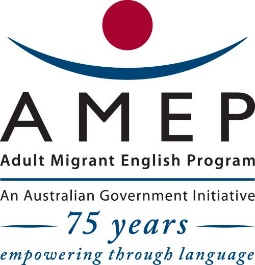 AMEP
Adult Migrant English Program
An Australian Government Initiative
75 years
empowering through language